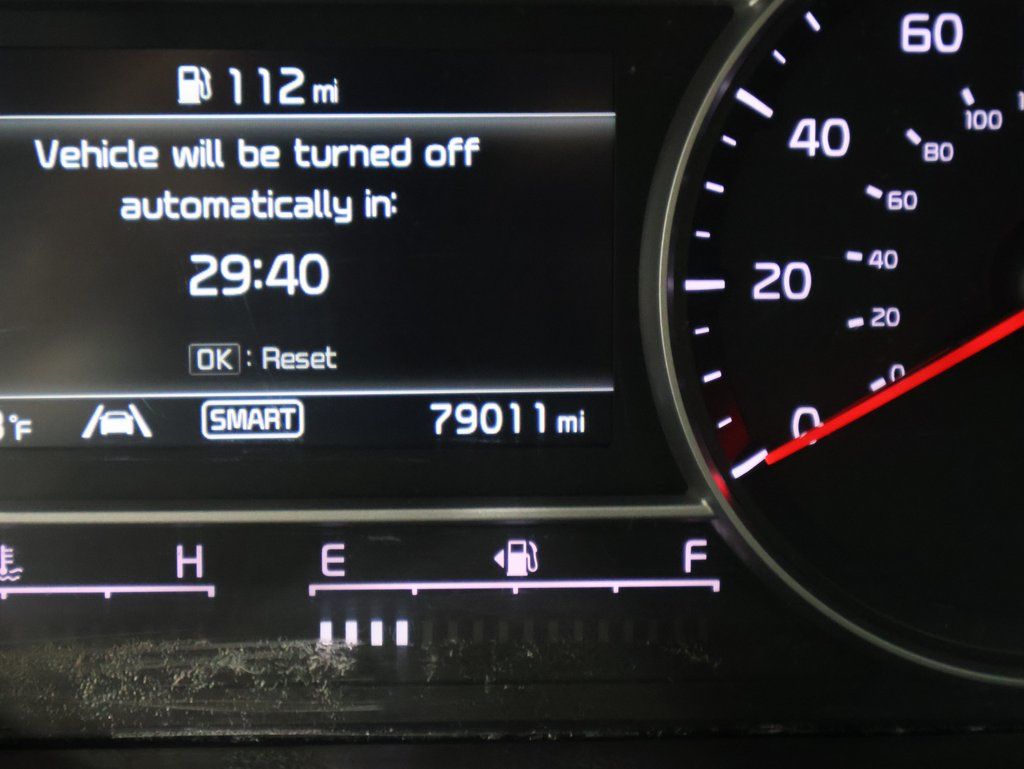 112 mi
Vehicle will be turned off
automatically in:
29:40
OK : Reset
°F
SMART
79011 mi
H
E
F
60
40
20
0
100
80
60
40
20
0